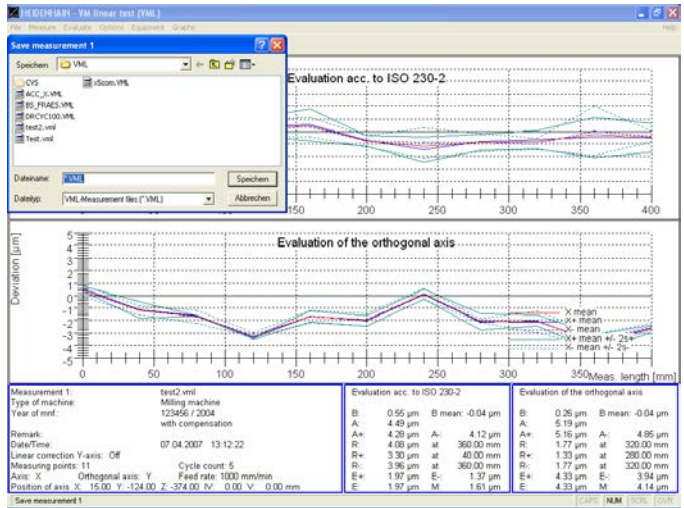 HEIDENHAIN - VM linear test (VML)
File Measure Evaluate Options Equipment Graphic Help
Save measurement 1
Speichern VML
CVS
ACC_X.VML
BS_FRAES.VML
DRCYC100.VML
test2.vml
Test.vml
xScom.VML
Dateiname: *.VML Speichern
Dateityp: VML-Measurement files (*.VML) Abbrechen
Evaluation acc. to ISO 230-2
150 200 250 300 350 400
Evaluation of the orthogonal axis
Deviation [µm]
5
4
3
2
1
0
-1
-2
-3
-4
-5
X mean
X+ mean
X- mean
X+ mean +/- 2s+
X- mean +/- 2s-
0 50 100 150 200 250 300 350 Meas. length [mm]
Measurement 1: test2.vml
Type of machine: Milling machine
Year of mnf.: 123456 / 2004
with compensation
Remark:
Date/Time: 07.04.2007 13:12:22
Linear correction Y-axis: Off
Measuring points: 11 Cycle count: 5
Axis: X Orthogonal axis: Y Feed rate: 1000 mm/min
Position of axis X: 15.00 Y: -124.00 Z: -374.00 IV: 0.00 V: 0.00 mm
Evaluation acc. to ISO 230-2
B: 0.55 µm B mean: -0.04 µm
A: 4.49 µm
A+: 4.28 µm A-: 4.12 µm
R: 4.08 µm at 360.00 mm
R+: 3.30 µm at 40.00 mm
R-: 3.96 µm at 360.00 mm
E+: 1.97 µm E-: 1.37 µm
E: 1.97 µm M: 1.61 µm
Evaluation of the orthogonal axis
B: 0.26 µm B mean: -0.04 µm
A: 5.19 µm
A+: 5.16 µm A-: 4.85 µm
R: 1.77 µm at 320.00 mm
R+: 1.33 µm at 280.00 mm
R-: 1.77 µm at 320.00 mm
E+: 4.33 µm E-: 3.94 µm
E: 4.33 µm M: 4.14 µm
Save measurement 1 CAPS NUM SCRL OVR